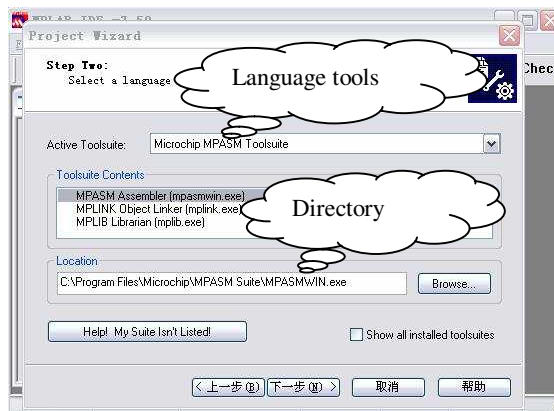 MPLAB IDE v7.60
Project Wizard
Step Two:
Select a language
Language tools
Chec
Active Toolsuite:
Microchip MPASM Toolsuite
Toolsuite Contents
MPASM Assembler (mpasmwin.exe)
MPLINK Object Linker (mplink.exe)
MPLIB Librarian (mplib.exe)
Directory
Location
C:\Program Files\Microchip\MPASM Suite\MPASMWIN.exe
Browse...
Help! My Suite Isn't Listed!
Show all installed toolsuites
< 上一步(B)
下一步(N) >
取消
帮助